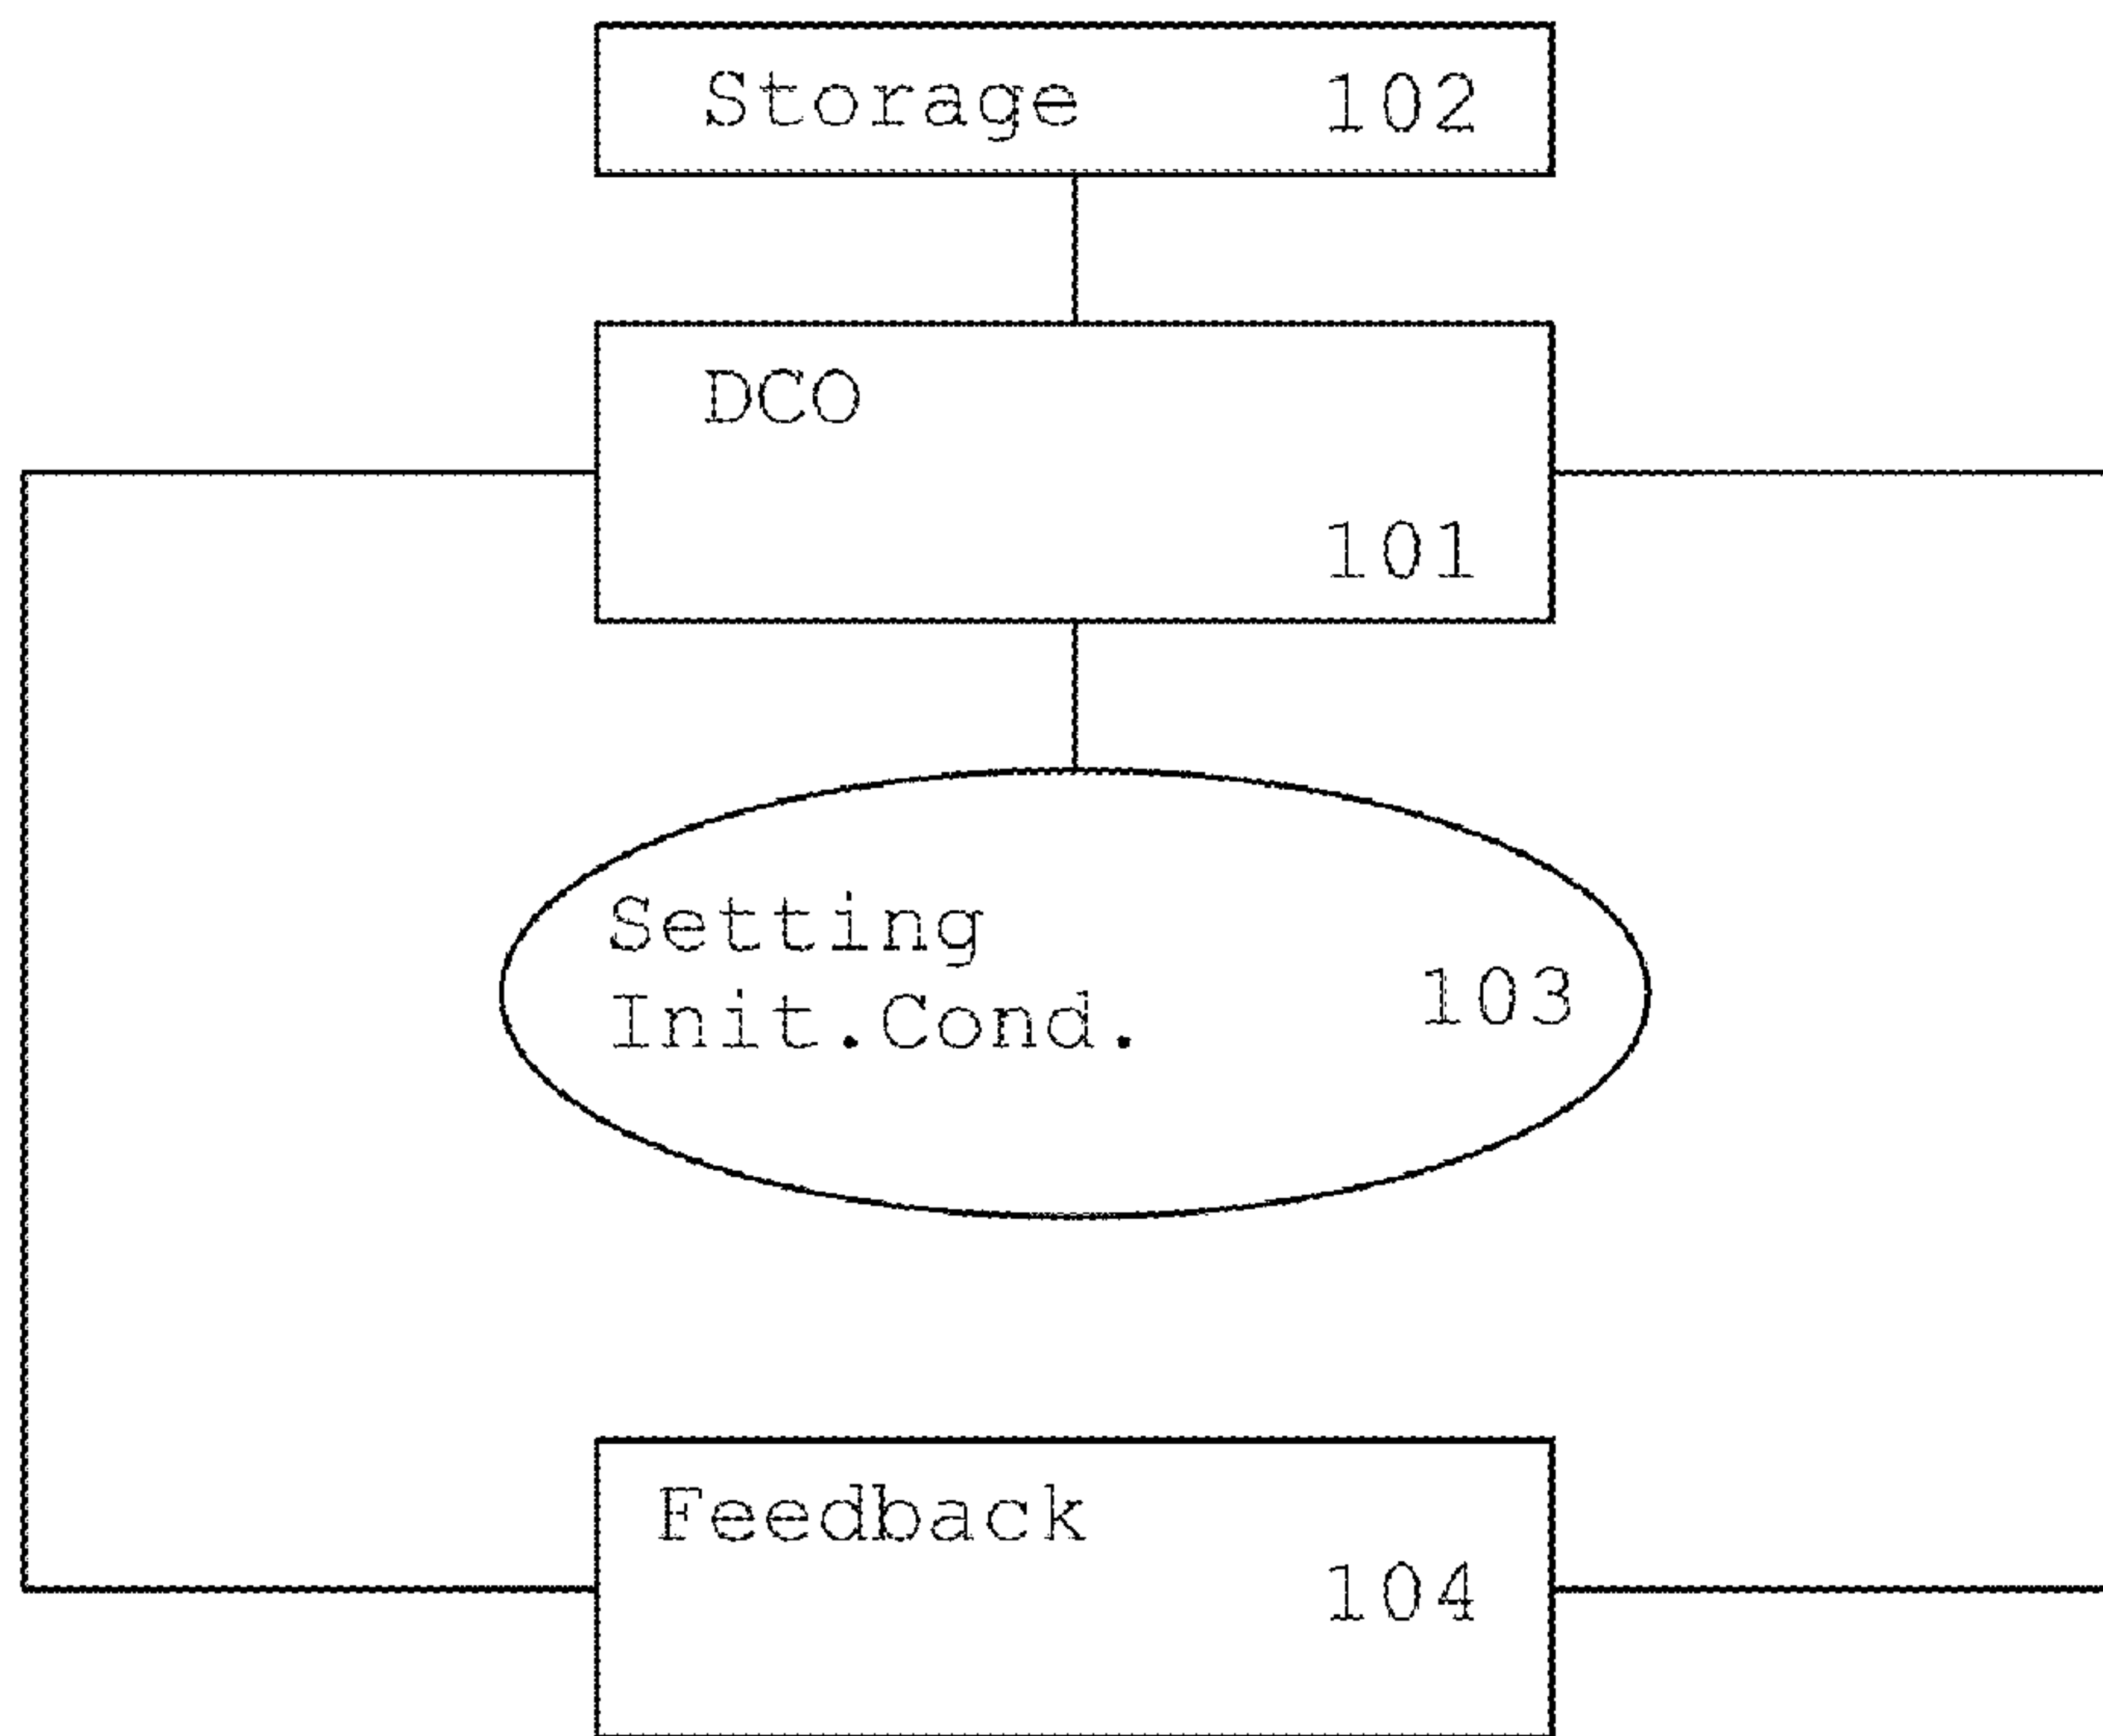 Storage 102
DCO
101
Setting
Init.Cond.
103
Feedback
104